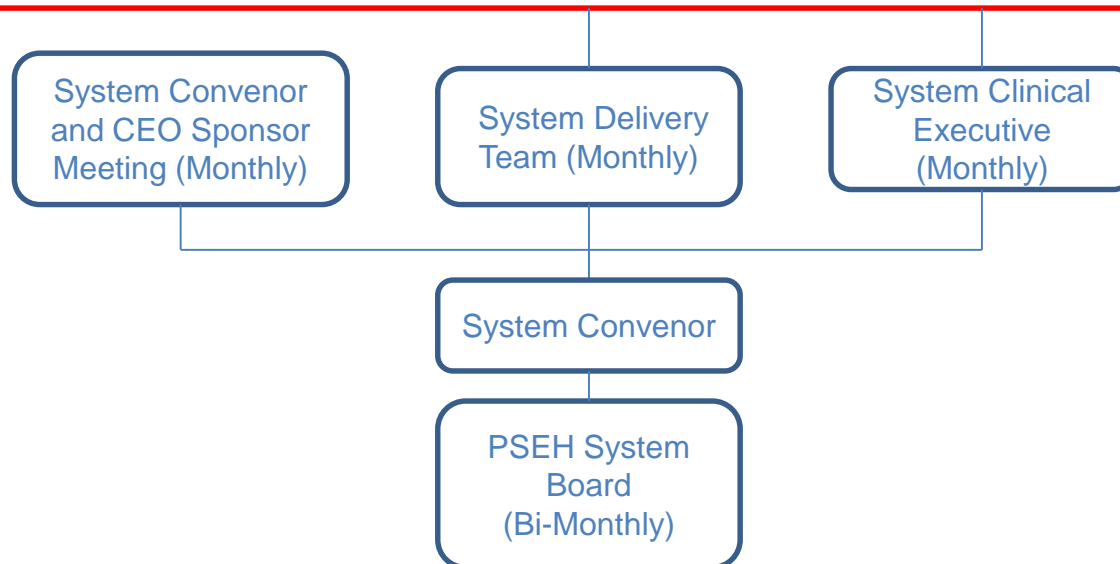 System Convenor
and CEO Sponsor
Meeting (Monthly)
System Delivery
Team (Monthly)
System Clinical
Executive
(Monthly)
System Convenor
PSEH System
Board
(Bi-Monthly)